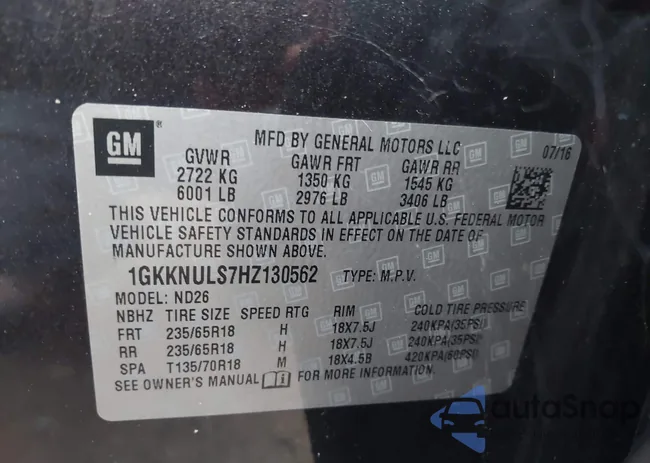 GM®
MFD BY GENERAL MOTORS LLC
07/16
GVWR GAWR FRT GAWR RR
2722 KG 1350 KG 1545 KG
6001 LB 2976 LB 3406 LB
THIS VEHICLE CONFORMS TO ALL APPLICABLE U.S. FEDERAL MOTOR
VEHICLE SAFETY STANDARDS IN EFFECT ON THE DATE OF
MANUFACTURE SHOWN ABOVE.
1GKKNULS7HZ130562 TYPE: M.P.V.
MODEL: ND26
NBHZ TIRE SIZE SPEED RTG RIM COLD TIRE PRESSURE
FRT 235/65R18 H 18X7.5J 240KPA(35PSI)
RR 235/65R18 H 18X7.5J 240KPA(35PSI)
SPA T135/70R18 M 18X4.5B 420KPA(60PSI)
SEE OWNER'S MANUAL FOR MORE INFORMATION.
autoSnap